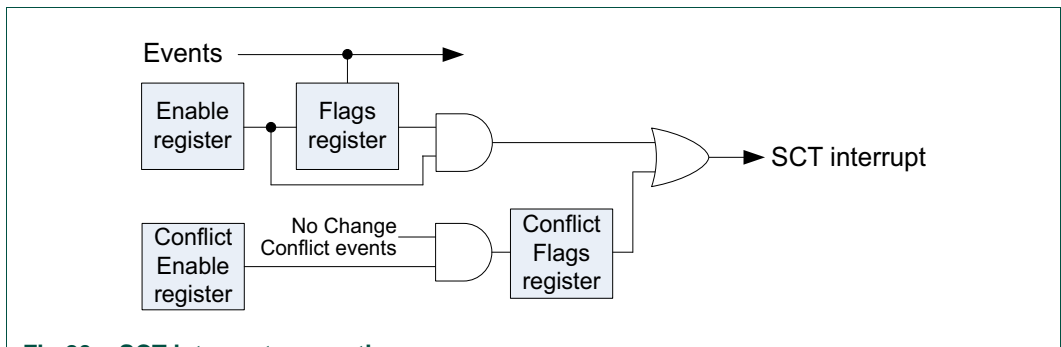 Events
Enable
register
Flags
register
SCT interrupt
No Change
Conflict events
Conflict
Enable
register
Conflict
Flags
register